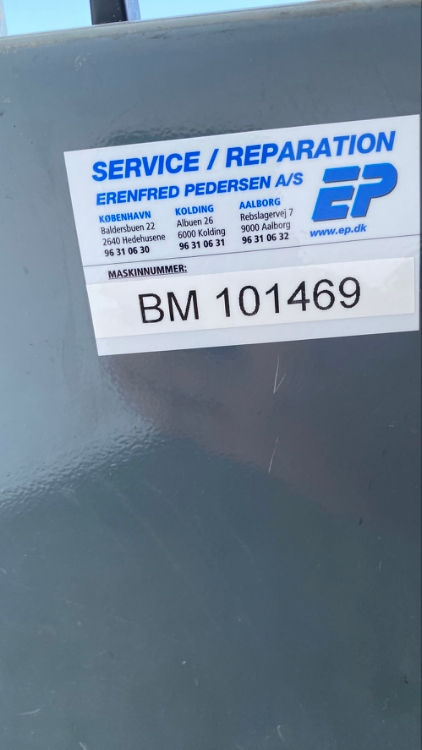 SERVICE / REPARATION
ERENFRED PEDERSEN A/S
EP
www.ep.dk
KØBENHAVN
Baldersbuen 22
2640 Hedehusene
96 31 06 30
KOLDING
Albuen 26
6000 Kolding
96 31 06 31
AALBORG
Rebslagervej 7
9000 Aalborg
96 31 06 32
MASKINNUMMER:
BM 101469